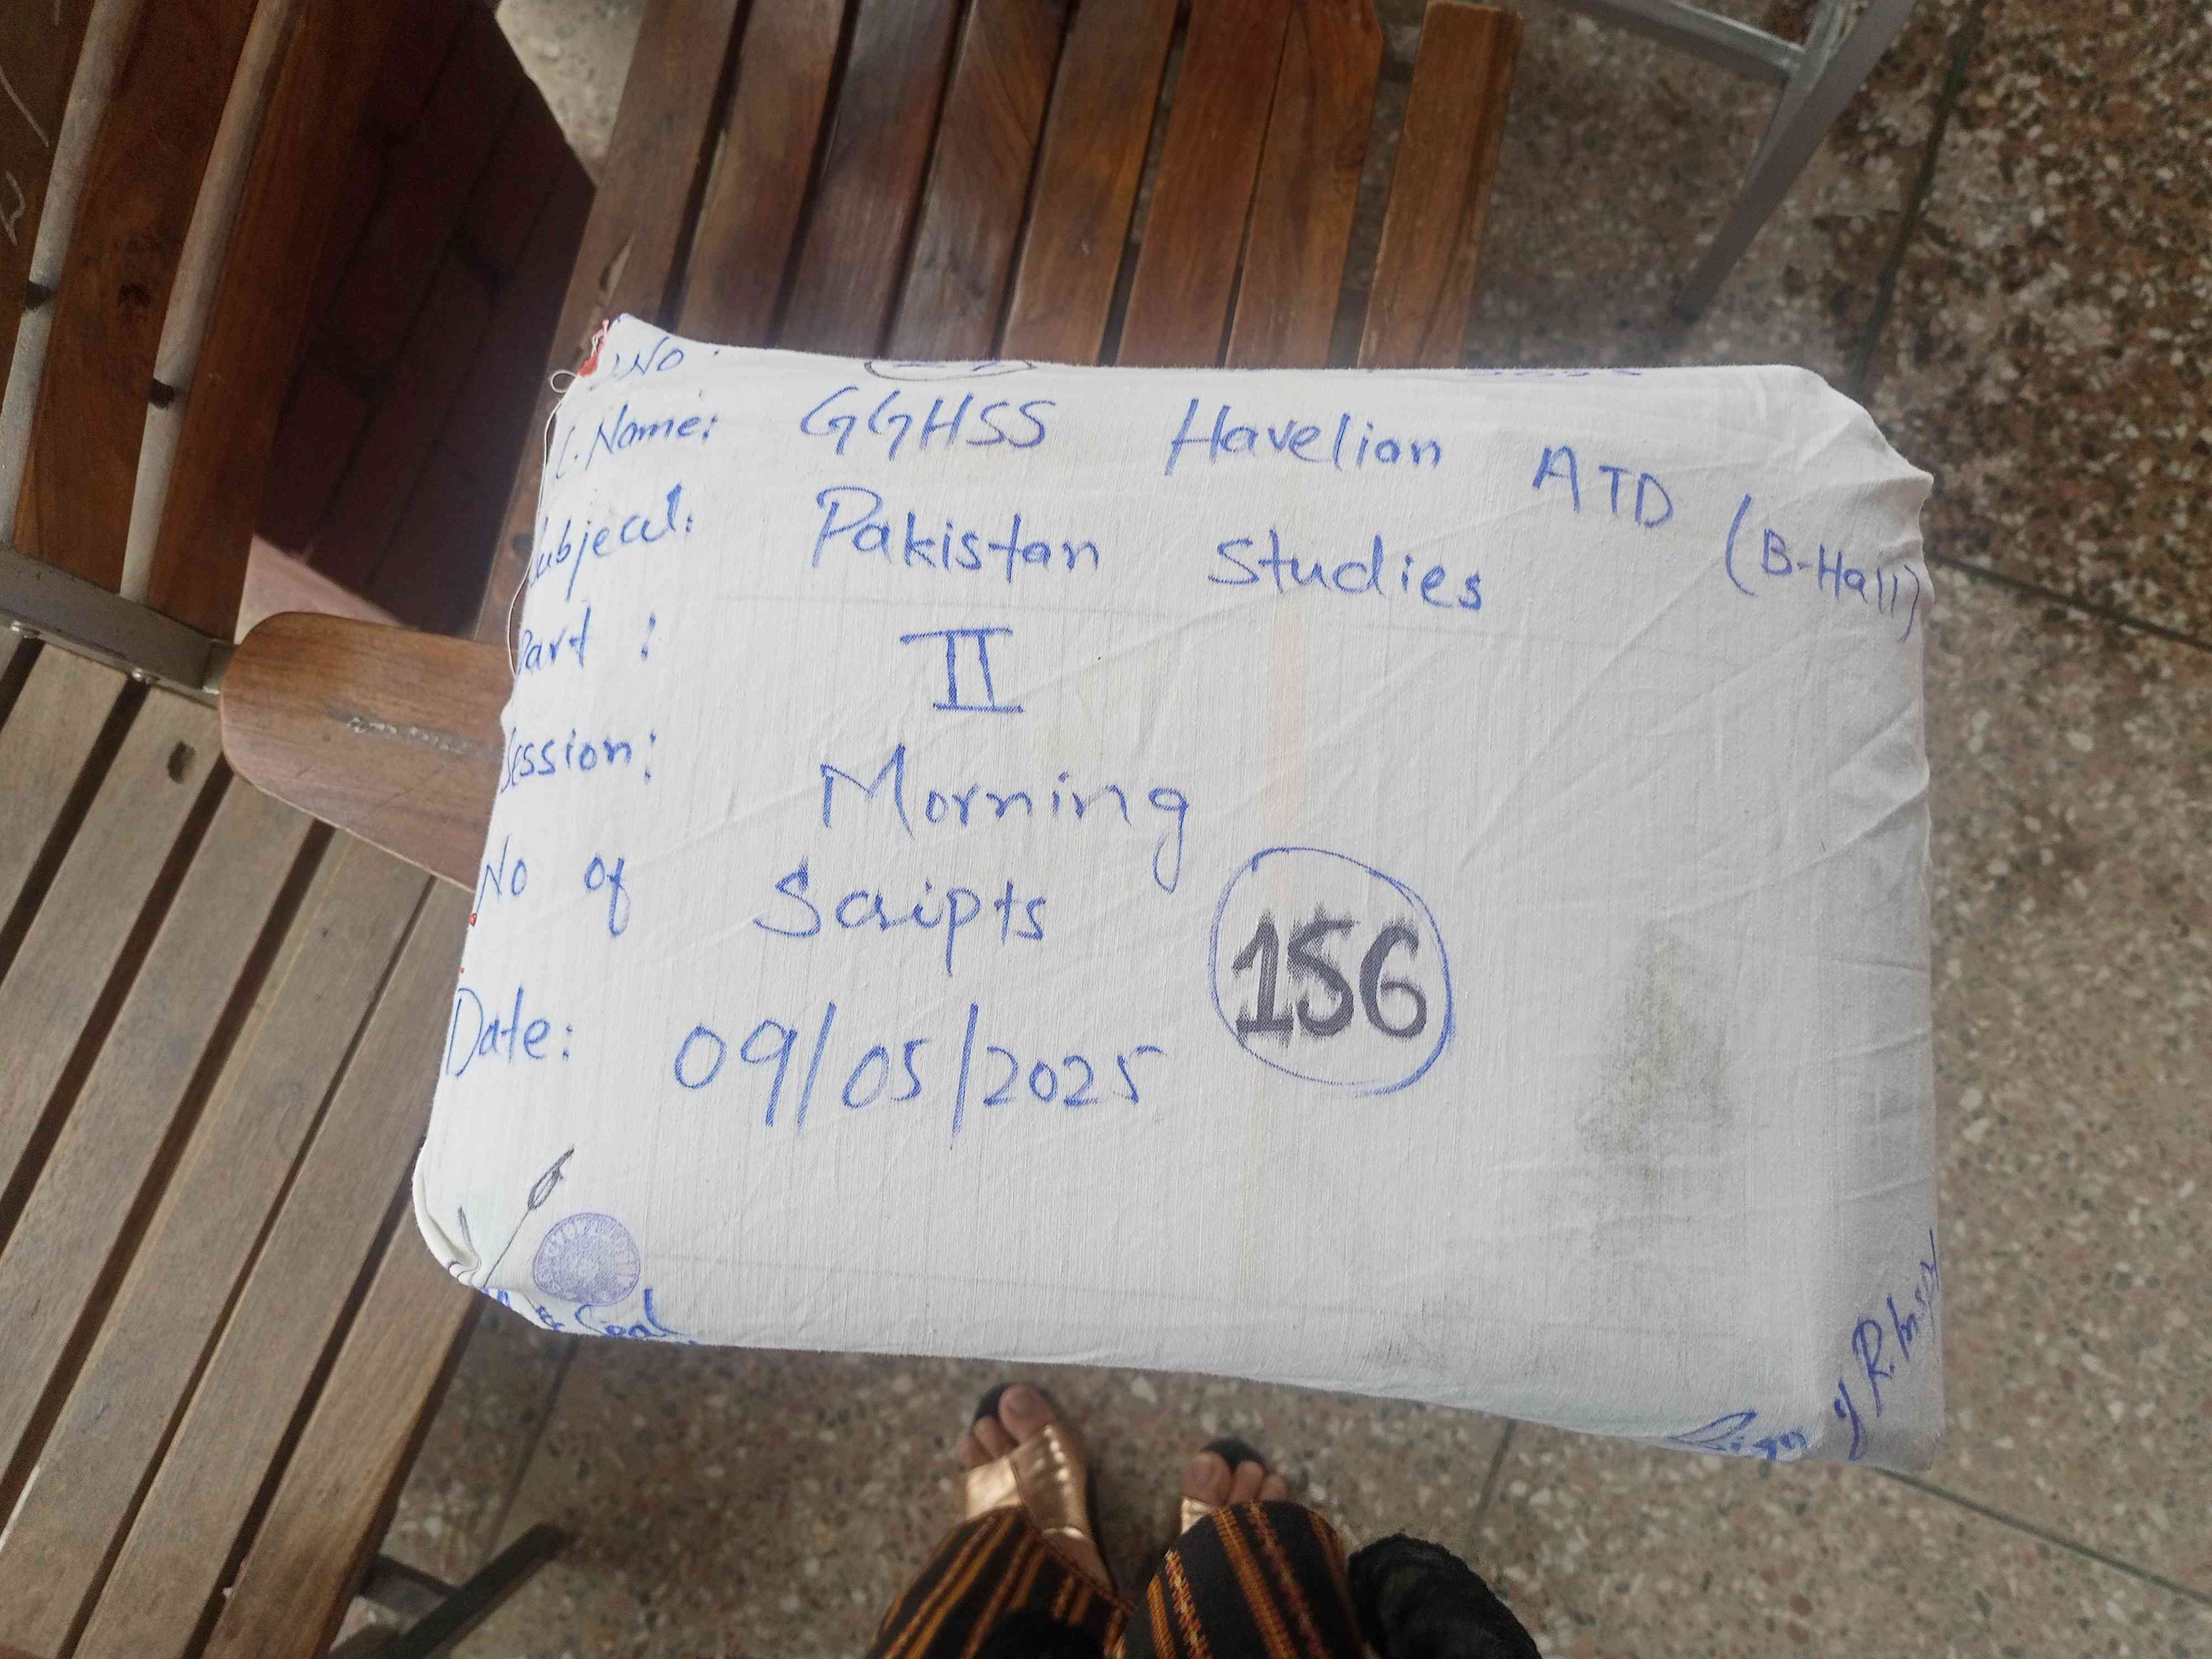 S.No.
C.Name: GGHSS Havelian ATD (B-Hall)
Subject: Pakistan Studies
Part : II
Session: Morning
No of Scripts 156
Date: 09/05/2025
R.Insp